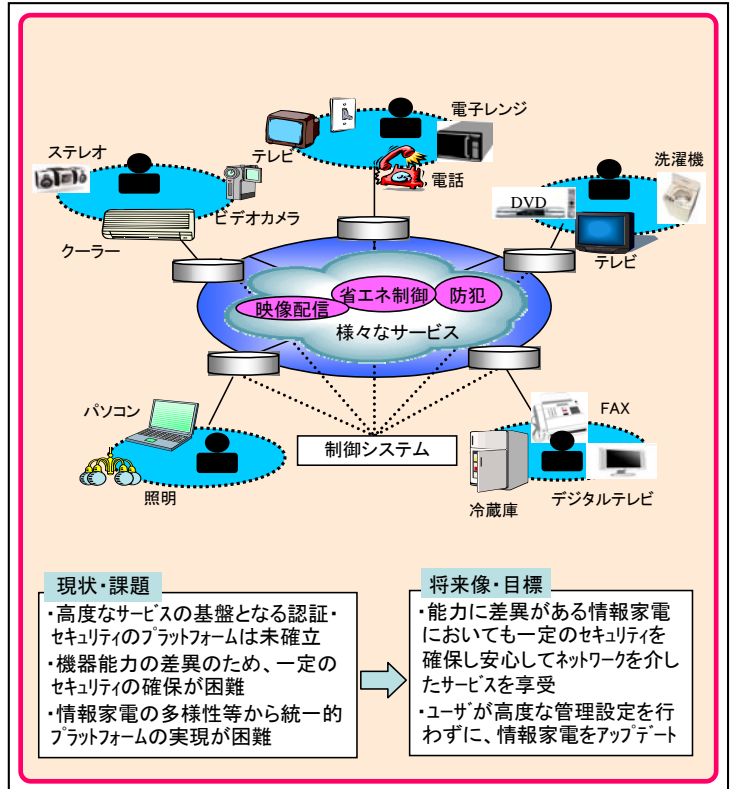 電子レンジ
テレビ
電話
ステレオ
ビデオカメラ
クーラー
洗濯機
DVD
テレビ
映像配信
省エネ制御
防犯
様々なサービス
パソコン
照明
制御システム
FAX
冷蔵庫
デジタルテレビ
現状・課題
・高度なサービスの基盤となる認証・
セキュリティのプラットフォームは未確立
・機器能力の差異のため、一定の
セキュリティの確保が困難
・情報家電の多様性等から統一的
プラットフォームの実現が困難
将来像・目標
・能力に差異がある情報家電
においても一定のセキュリティを
確保し安心してネットワークを介し
たサービスを享受
・ユーザが高度な管理設定を行
わずに、情報家電をアップデート